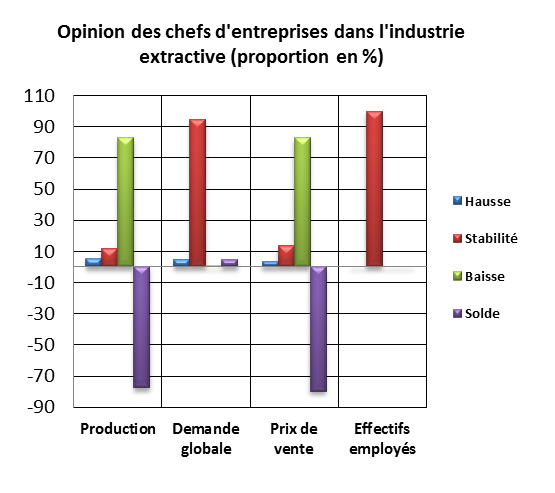 Opinion des chefs d'entreprises dans l'industrie
extractive (proportion en %)
110
90
70
50
30
10
-10
-30
-50
-70
-90
Hausse
Stabilité
Baisse
Solde
Production
Demande
globale
Prix de
vente
Effectifs
employés